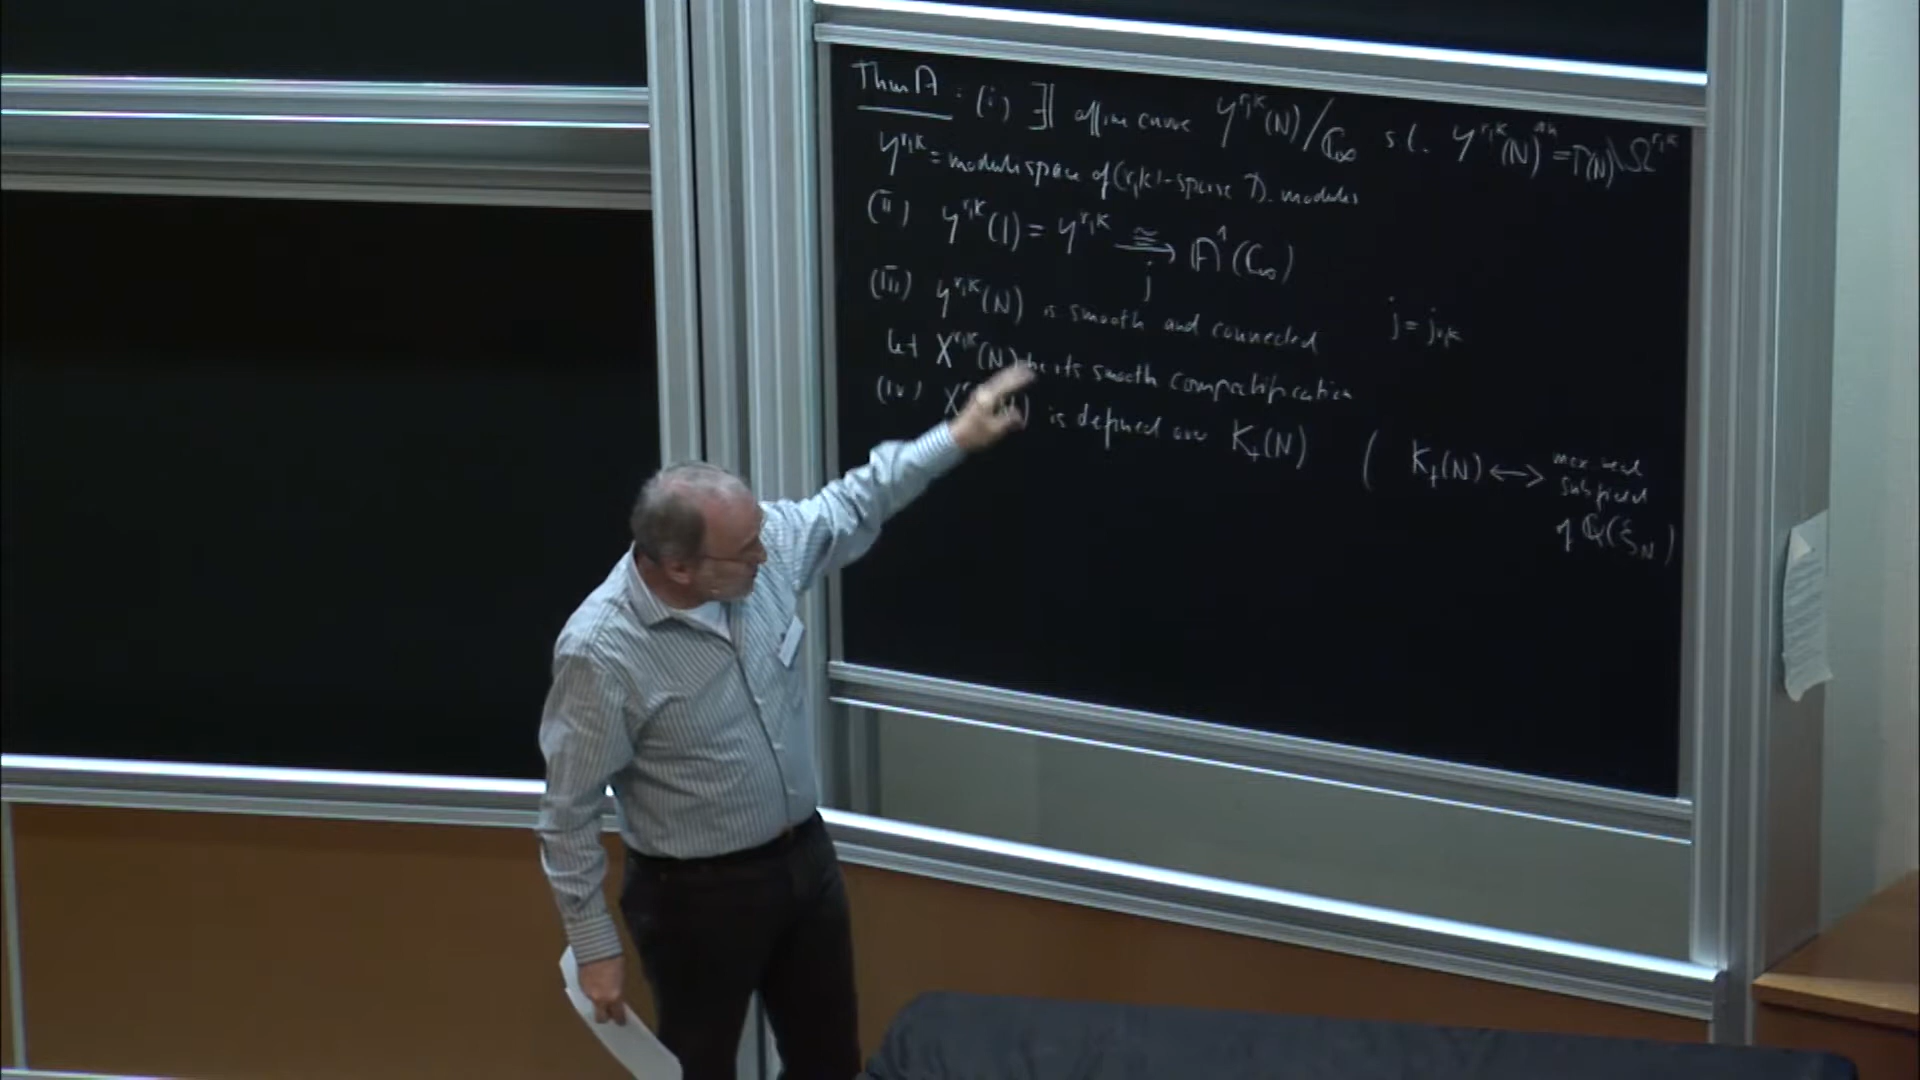 Thm A : (i) ∃| affine curve Y^{r,k}(N)/C_∞ s.t. Y^{r,k}(N)^{an} = Γ(N)\Ω^{r,k}
Y^{r,k} = moduli space of (r,k)-sparse D. modules
(ii) Y^{r,k}(1) = Y^{r,k} ≅→ A^1(C_∞)
j
(iii) Y^{r,k}(N) is smooth and connected
j = j_{r,k}
let X^{r,k}(N) be its smooth compactification
(iv) is defined over K_+(N) ( K_+(N) ↔ max real
subfield
of Q(ξ_N)